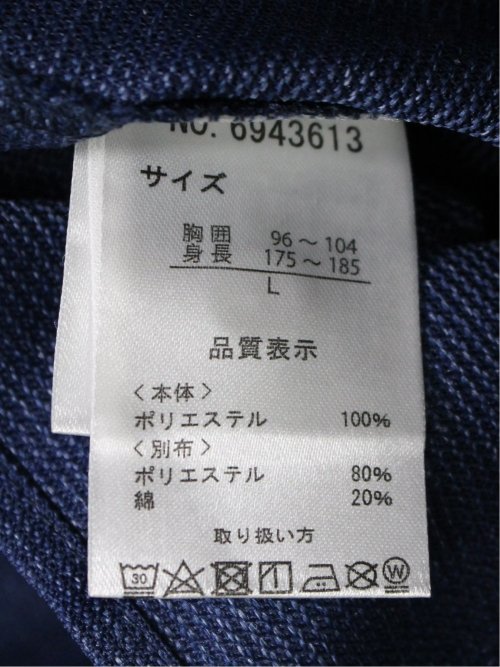 NO. 6943613
サイズ
胸囲 96～104
身長 175～185
L
品質表示
〈本体〉
ポリエステル 100%
〈別布〉
ポリエステル 80%
綿 20%
取り扱い方
30 W